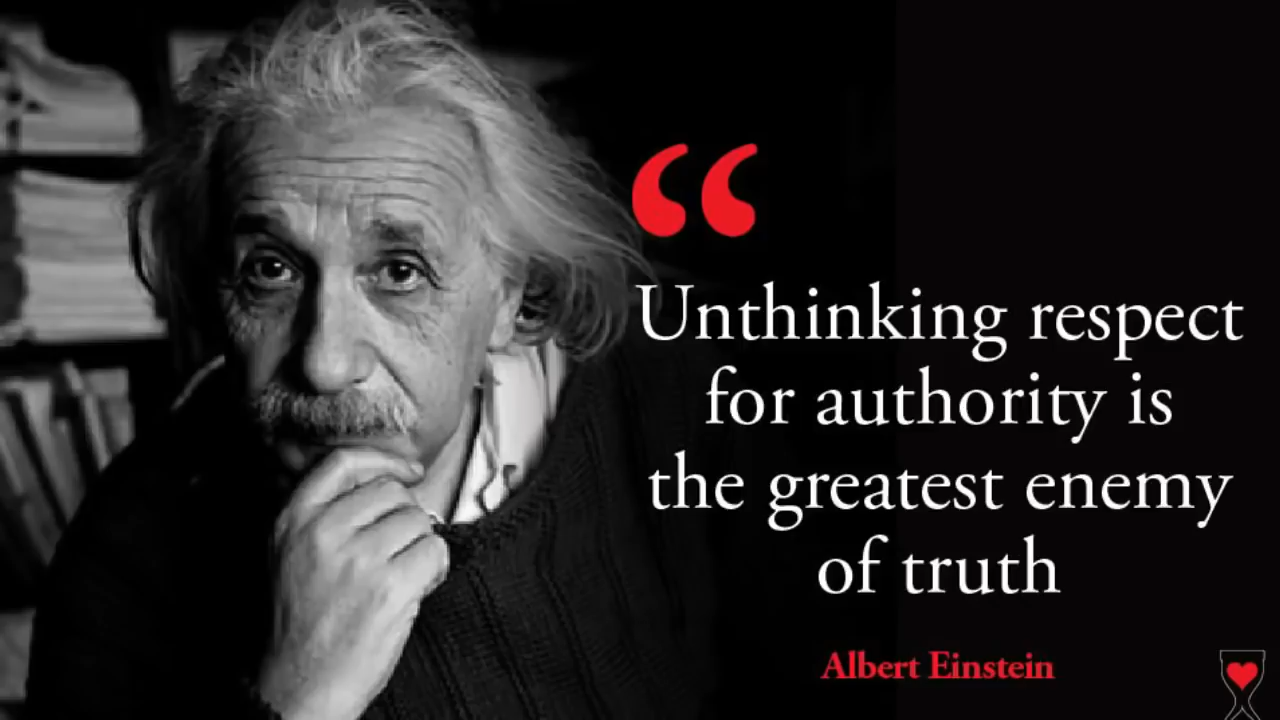 “
Unthinking respect
for authority is
the greatest enemy
of truth
Albert Einstein